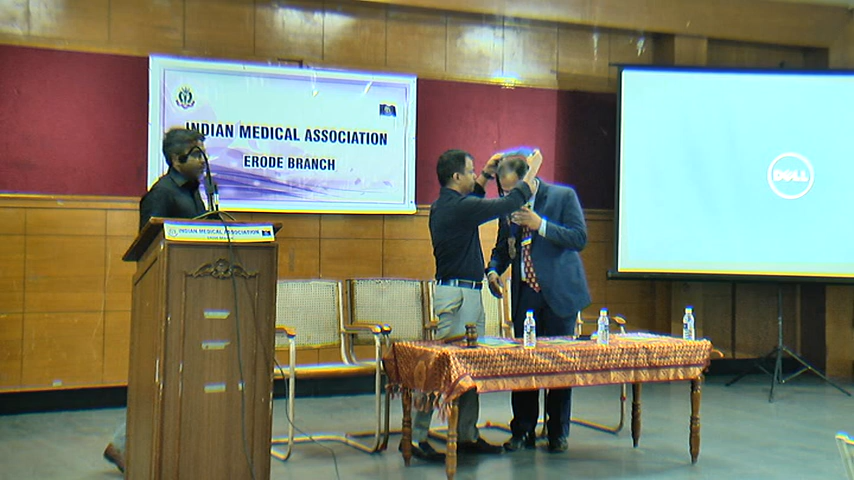 INDIAN MEDICAL ASSOCIATION
ERODE BRANCH
DELL
INDIAN MEDICAL ASSOCIATION